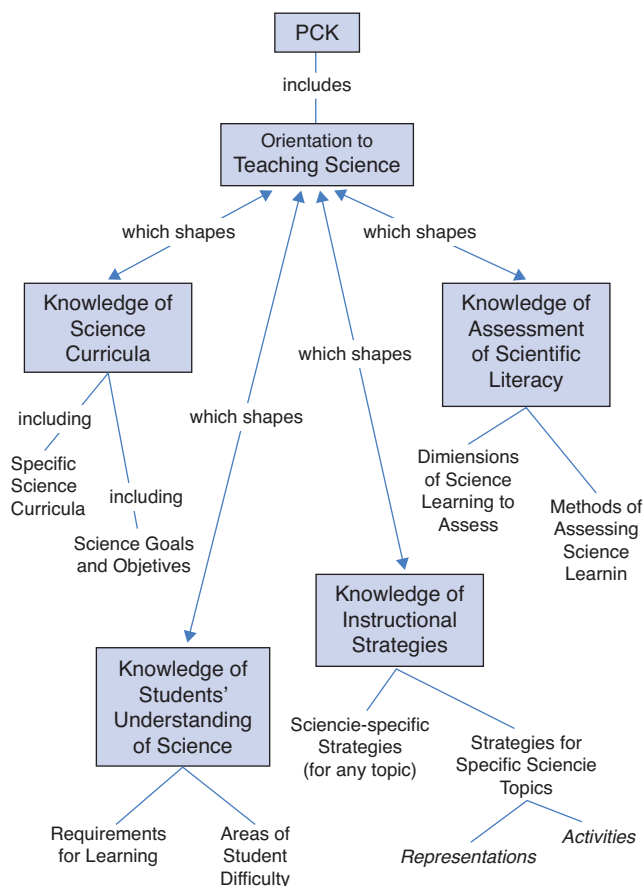 PCK
includes
Orientation to
Teaching Science
which shapes
which shapes
Knowledge of
Science
Curricula
Knowledge of
Assessment
of Scientific
Literacy
which shapes
which shapes
including
Specific
Science
Curricula
including
Science Goals
and Objetives
Dimiensions
of Science
Learning to
Assess
Methods of
Assessing
Science
Learnin
Knowledge of
Instructional
Strategies
Knowledge of
Students’
Understanding
of Science
Sciencie-specific
Strategies
(for any topic)
Strategies for
Specific Sciencie
Topics
Representations
Activities
Requirements
for Learning
Areas of
Student
Difficulty